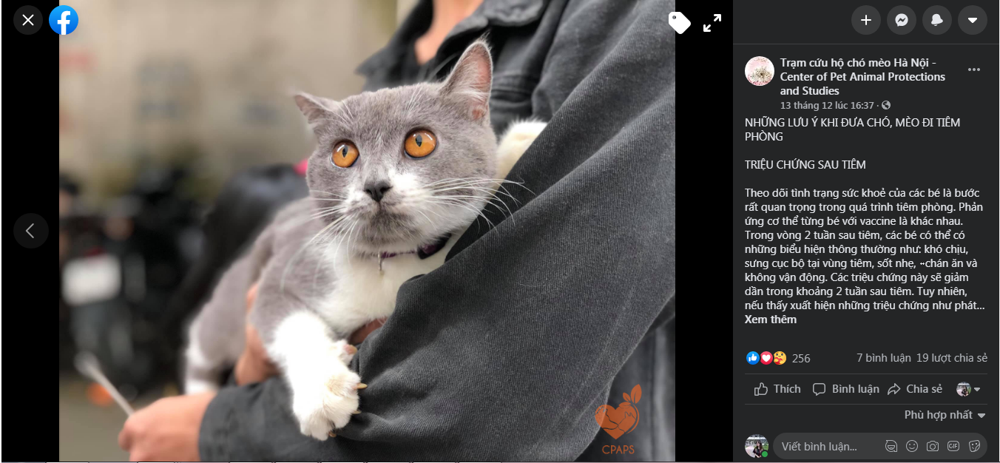 Trạm cứu hộ chó mèo Hà Nội -
Center of Pet Animal Protections
and Studies
13 tháng 12 lúc 16:37 ·
NHỮNG LƯU Ý KHI ĐƯA CHÓ, MÈO ĐI TIÊM
PHÒNG
TRIỆU CHỨNG SAU TIÊM
Theo dõi tình trạng sức khoẻ của các bé là bước
rất quan trọng trong quá trình tiêm phòng. Phản
ứng cơ thể từng bé với vaccine là khác nhau.
Trong vòng 2 tuần sau tiêm, các bé có thể có
những biểu hiện thông thường như: khó chịu,
sưng cục bộ tại vùng tiêm, sốt nhẹ, ··chán ăn và
không vận động. Các triệu chứng này sẽ giảm
dần trong khoảng 2 tuần sau tiêm. Tuy nhiên,
nếu thấy xuất hiện những triệu chứng như phát...
Xem thêm
256 7 bình luận 19 lượt chia sẻ
Thích Bình luận Chia sẻ
Phù hợp nhất
Viết bình luận... GIF
CPAPS